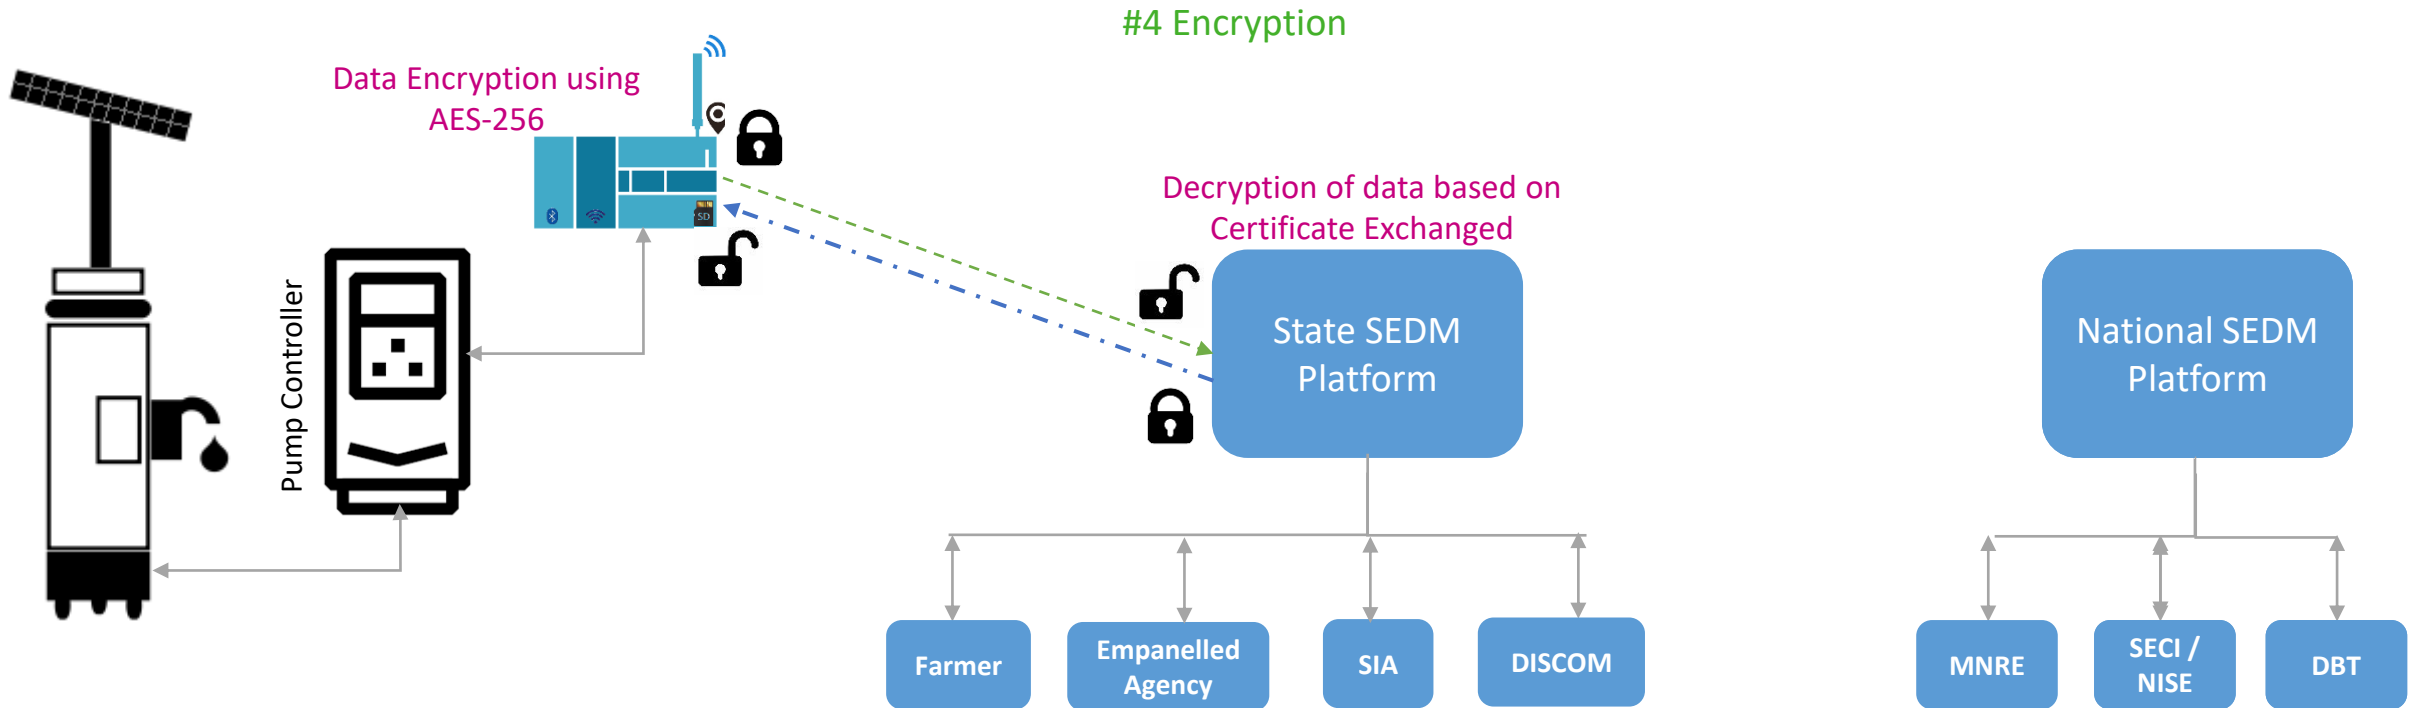 #4 Encryption
Data Encryption using
AES-256
SD
Decryption of data based on
Certificate Exchanged
Pump Controller
State SEDM
Platform
National SEDM
Platform
Farmer
Empanelled
Agency
SIA
DISCOM
MNRE
SECI /
NISE
DBT